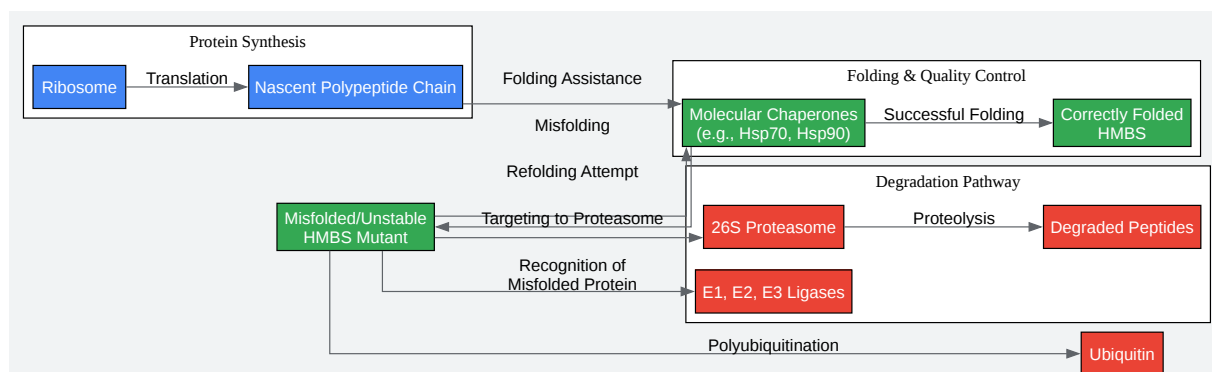 Protein Synthesis
Ribosome
Translation
Nascent Polypeptide Chain
Folding Assistance
Misfolding
Refolding Attempt
Folding & Quality Control
Molecular Chaperones
(e.g., Hsp70, Hsp90)
Successful Folding
Correctly Folded
HMBS
Degradation Pathway
Misfolded/Unstable
HMBS Mutant
Targeting to Proteasome
26S Proteasome
Proteolysis
Degraded Peptides
Recognition of
Misfolded Protein
E1, E2, E3 Ligases
Polyubiquitination
Ubiquitin